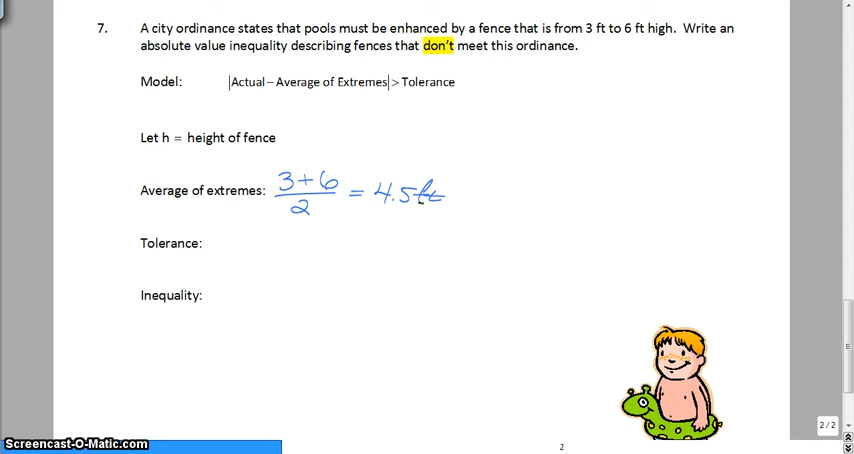 7. A city ordinance states that pools must be enhanced by a fence that is from 3 ft to 6 ft high. Write an
absolute value inequality describing fences that don't meet this ordinance.
Model: |Actual – Average of Extremes| > Tolerance
Let h = height of fence
Average of extremes: (3 + 6)/2 = 4.5 ft
Tolerance:
Inequality:
2/2
Screencast-O-Matic.com
2